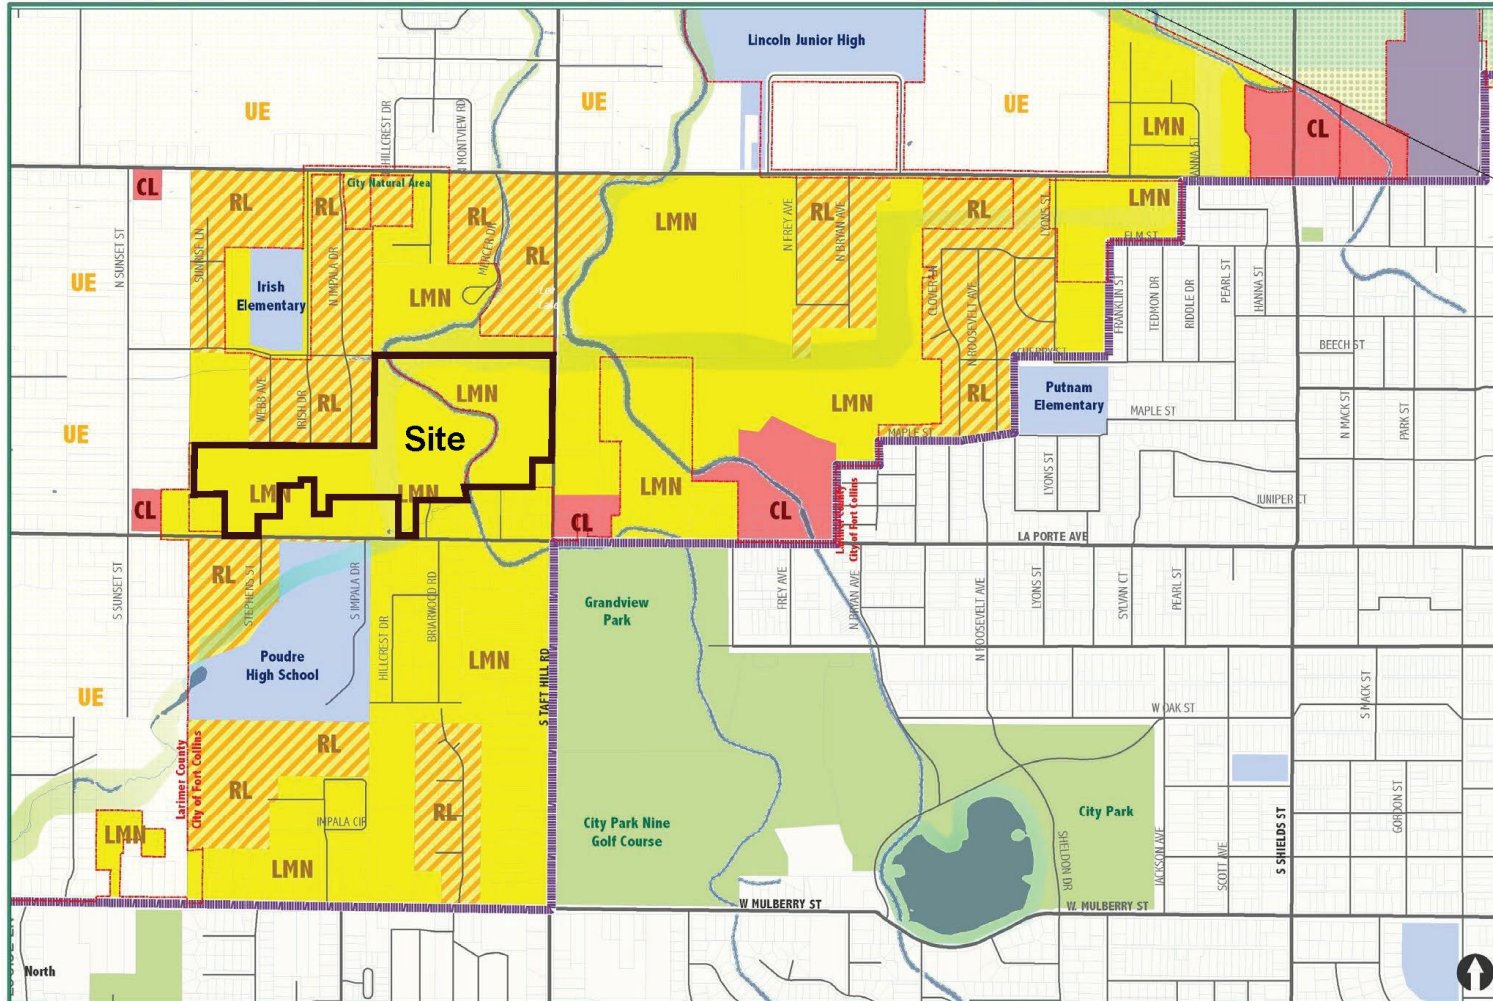 Lincoln Junior High
UE
UE
UE
HILLCREST DR
N MONTVIEW RD
LMN
CL
CL
City Natural Area
RL
RL
RL
RL
LMN
RL
RL
LMN
N SUNSET ST
SUNRISE LN
N IMPALA DR
MERCER DR
N FREY AVE
N BRYAN AVE
LYONS ST
ELM ST
UE
Irish
Elementary
LMN
CLOVER LN
N ROOSEVELT AVE
FRANKLIN ST
TEDMON DR
RIDDLE DR
PEARL ST
HANNA ST
BEECH ST
WEBB AVE
IRISH DR
RL
LMN
LMN
RL
Putnam
Elementary
MAPLE ST
N MACK ST
PARK ST
UE
Site
MAPLE ST
LYONS ST
JUNIPER CT
CL
LMN
LMN
LMN
CL
CL
Larimer County
City of Fort Collins
LA PORTE AVE
S SUNSET ST
RL
STEPHENS ST
S IMPALA DR
HILLCREST DR
BRIARWOOD RD
Grandview
Park
FREY AVE
N BRYAN AVE
N ROOSEVELT AVE
LYONS ST
SYLVAN CT
PEARL ST
Poudre
High School
LMN
UE
S TAFT HILL RD
W OAK ST
S MACK ST
RL
RL
RL
Larimer County
City of Fort Collins
LMN
IMPALA CIR
LMN
City Park Nine
Golf Course
City Park
SHELDON DR
JACKSON AVE
SCOTT AVE
S SHIELDS ST
GORDON ST
W MULBERRY ST
W. MULBERRY ST
North